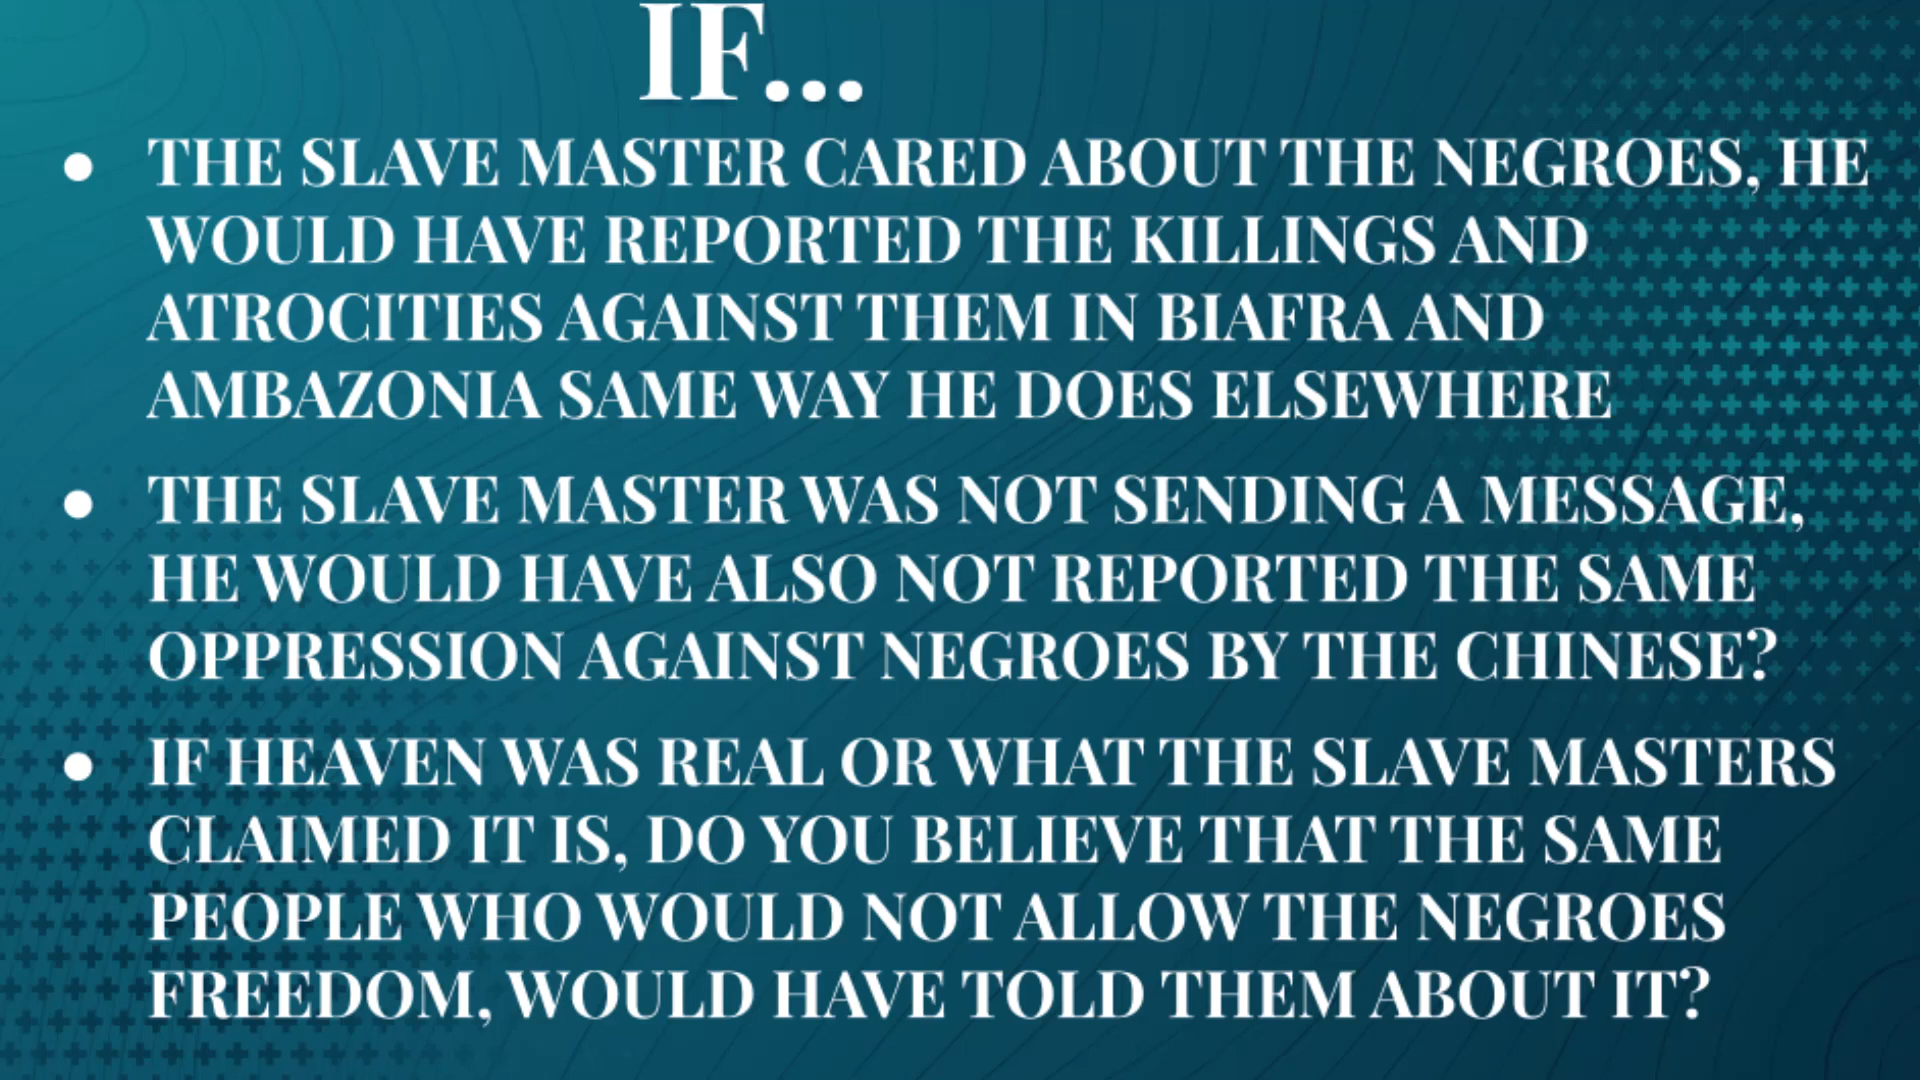 IF...
• THE SLAVE MASTER CARED ABOUT THE NEGROES, HE
WOULD HAVE REPORTED THE KILLINGS AND
ATROCITIES AGAINST THEM IN BIAFRA AND
AMBAZONIA SAME WAY HE DOES ELSEWHERE
• THE SLAVE MASTER WAS NOT SENDING A MESSAGE,
HE WOULD HAVE ALSO NOT REPORTED THE SAME
OPPRESSION AGAINST NEGROES BY THE CHINESE?
• IF HEAVEN WAS REAL OR WHAT THE SLAVE MASTERS
CLAIMED IT IS, DO YOU BELIEVE THAT THE SAME
PEOPLE WHO WOULD NOT ALLOW THE NEGROES
FREEDOM, WOULD HAVE TOLD THEM ABOUT IT?